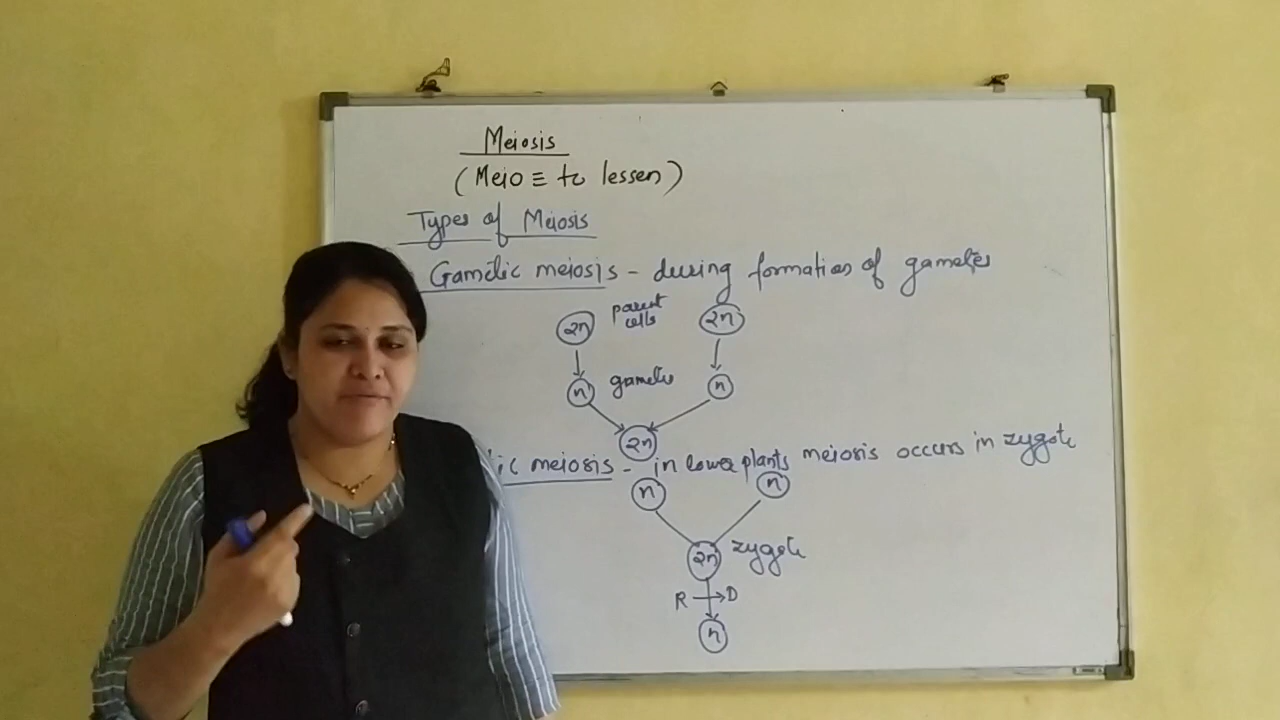 Meiosis
(Meio ≡ to lessen)
Types of Meiosis
Gametic meiosis - during formation of gametes
2n parent cells 2n
n gametes n
2n
tic meiosis - in lower plants meiosis occurs in zygote
n n
2n zygote
R D
n